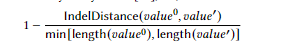 1 − IndelDistance(value⁰, value′)
min[length(value⁰), length(value′)]